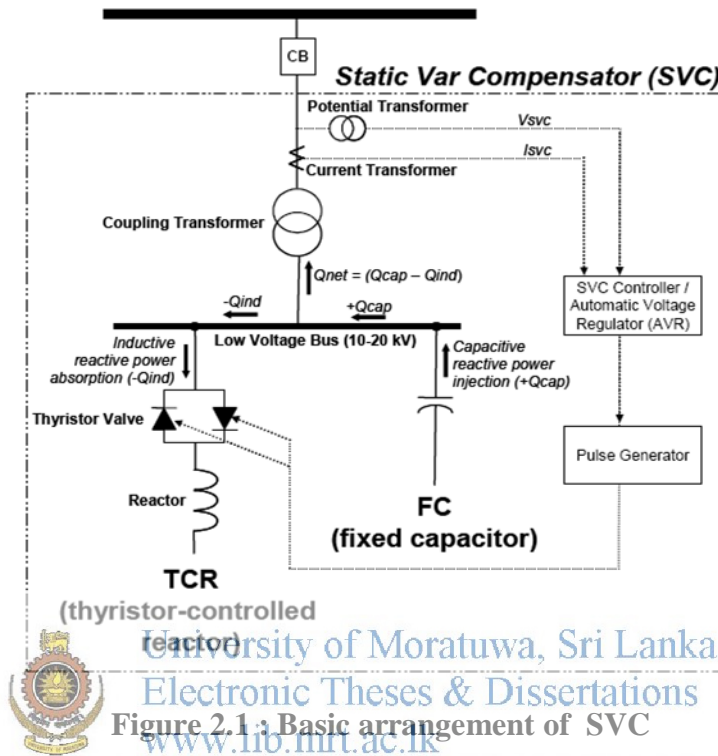 CB
Static Var Compensator (SVC)
Potential Transformer
Vsvc
Isvc
Current Transformer
Coupling Transformer
Qnet = (Qcap – Qind)
-Qind
+Qcap
SVC Controller /
Automatic Voltage
Regulator (AVR)
Low Voltage Bus (10-20 kV)
Inductive
reactive power
absorption (-Qind)
Capacitive
reactive power
injection (+Qcap)
Thyristor Valve
Pulse Generator
Reactor
FC
(fixed capacitor)
TCR
(thyristor-controlled
reactor)
University of Moratuwa, Sri Lanka
Electronic Theses & Dissertations
Figure 2.1 : Basic arrangement of SVC
www.lib.mrt.ac.lk